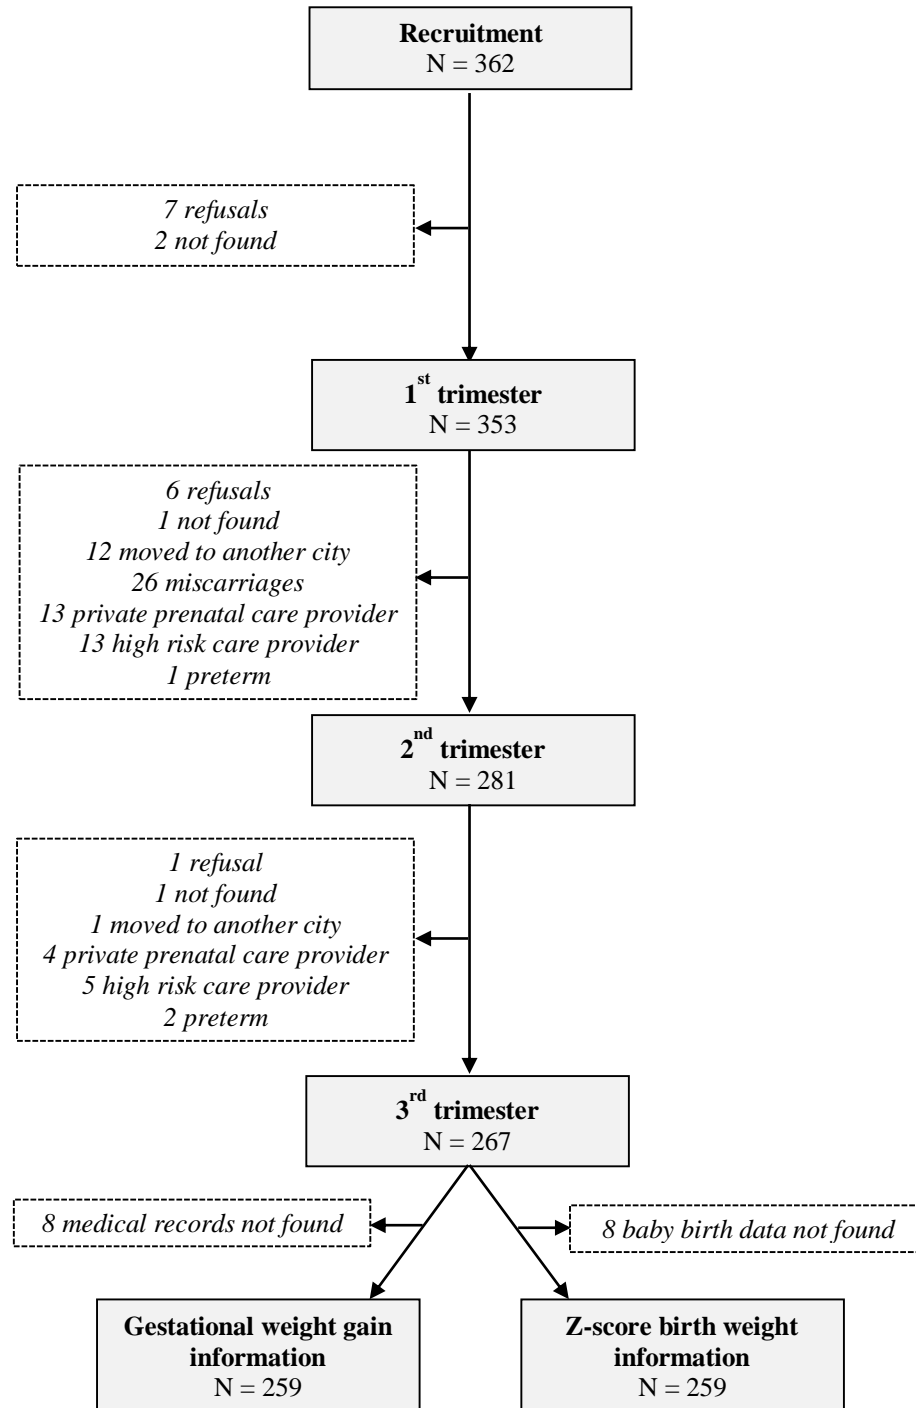 Recruitment
N = 362
7 refusals
2 not found
1st trimester
N = 353
6 refusals
1 not found
12 moved to another city
26 miscarriages
13 private prenatal care provider
13 high risk care provider
1 preterm
2nd trimester
N = 281
1 refusal
1 not found
1 moved to another city
4 private prenatal care provider
5 high risk care provider
2 preterm
3rd trimester
N = 267
8 medical records not found
8 baby birth data not found
Gestational weight gain
information
N = 259
Z-score birth weight
information
N = 259